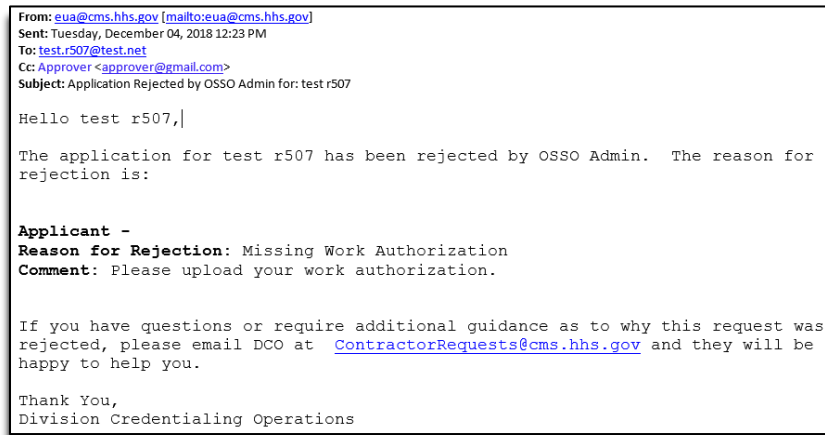 From: eua@cms.hhs.gov [mailto:eua@cms.hhs.gov]
Sent: Tuesday, December 04, 2018 12:23 PM
To: test.r507@test.net
Cc: Approver <approver@gmail.com>
Subject: Application Rejected by OSSO Admin for: test r507
Hello test r507,
The application for test r507 has been rejected by OSSO Admin.  The reason for
rejection is:
Applicant –
Reason for Rejection: Missing Work Authorization
Comment: Please upload your work authorization.
If you have questions or require additional guidance as to why this request was
rejected, please email DCO at  ContractorRequests@cms.hhs.gov and they will be
happy to help you.
Thank You,
Division Credentialing Operations